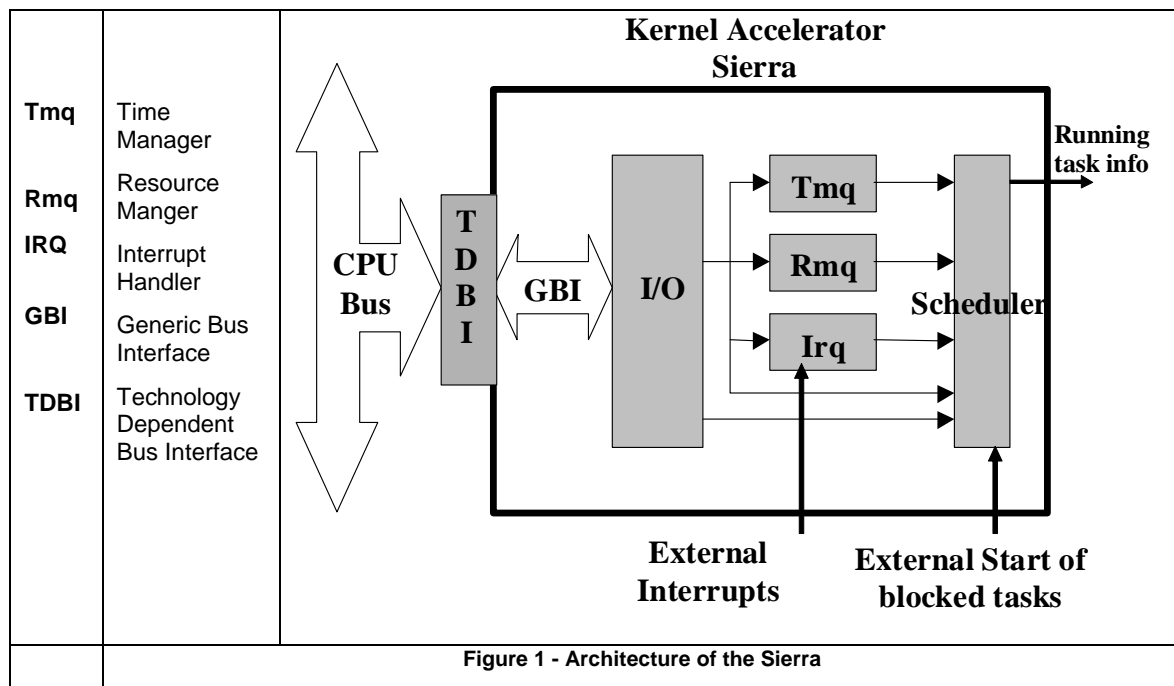 Tmq
Time
Manager
Rmq
Resource
Manger
IRQ
Interrupt
Handler
GBI
Generic Bus
Interface
TDBI
Technology
Dependent
Bus Interface
Kernel Accelerator
Sierra
CPU
Bus
T
D
B
I
GBI
I/O
Tmq
Rmq
Irq
Scheduler
Running
task info
External
Interrupts
External Start of
blocked tasks
Figure 1 - Architecture of the Sierra